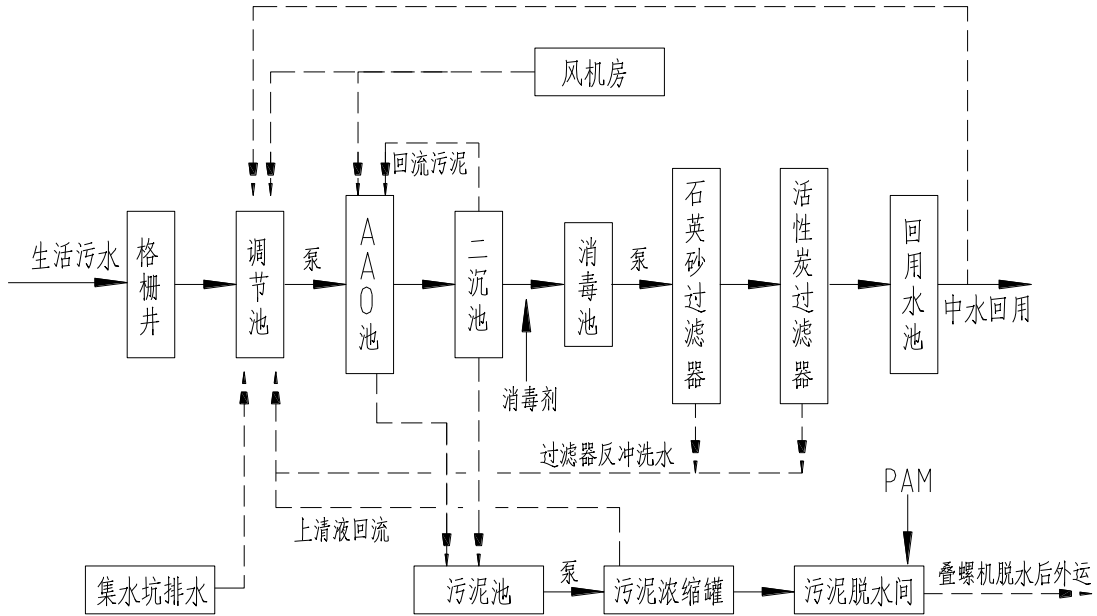 风机房
回流污泥
生活污水
格栅井
调节池
泵
AAO池
二沉池
消毒池
泵
石英砂过滤器
活性炭过滤器
回用水池
中水回用
消毒剂
过滤器反冲洗水
PAM
上清液回流
集水坑排水
污泥池
泵
污泥浓缩罐
污泥脱水间
叠螺机脱水后外运